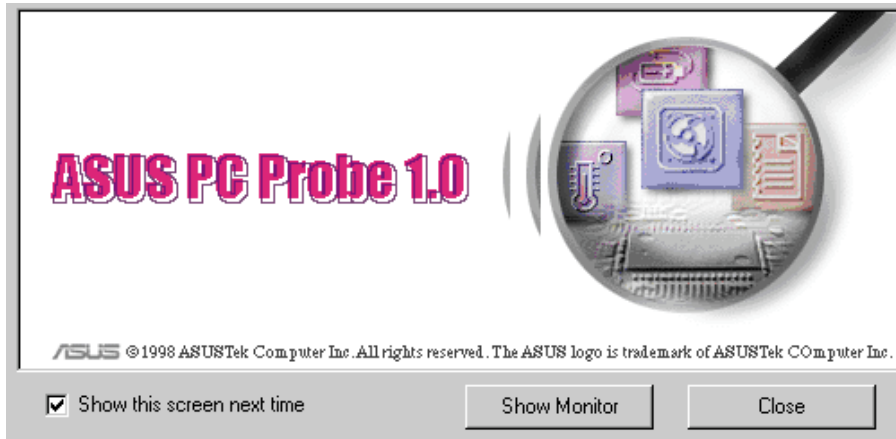 ASUS PC Probe 1.0
ASUS ©1998 ASUSTek Computer Inc. All rights reserved. The ASUS logo is trademark of ASUSTek COmputer Inc.
Show this screen next time
Show Monitor
Close